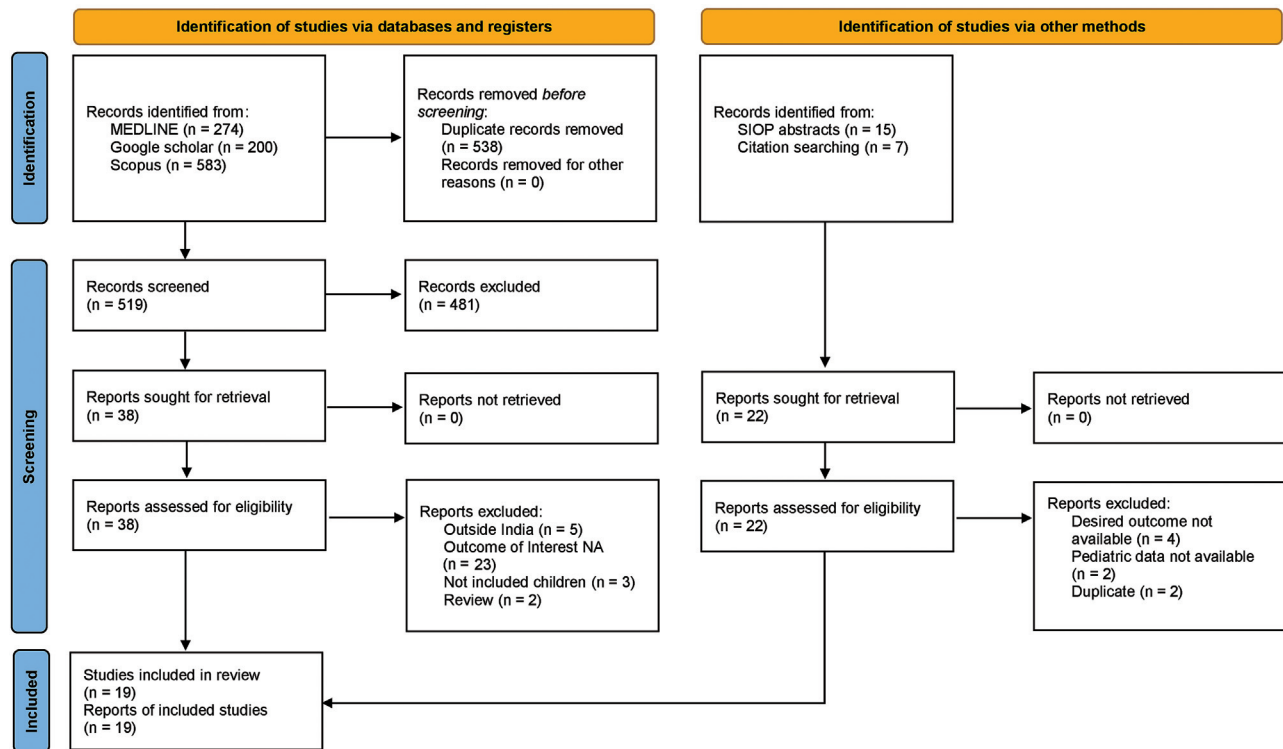 Identification of studies via databases and registers
Identification of studies via other methods
Identification
Records identified from:
MEDLINE (n = 274)
Google scholar (n = 200)
Scopus (n = 583)
Records removed before
screening:
Duplicate records removed
(n = 538)
Records removed for other
reasons (n = 0)
Records identified from:
SIOP abstracts (n = 15)
Citation searching (n = 7)
Screening
Records screened
(n = 519)
Records excluded
(n = 481)
Reports sought for retrieval
(n = 38)
Reports not retrieved
(n = 0)
Reports sought for retrieval
(n = 22)
Reports not retrieved
(n = 0)
Reports assessed for eligibility
(n = 38)
Reports excluded:
Outside India (n = 5)
Outcome of Interest NA
(n = 23)
Not included children (n = 3)
Review (n = 2)
Reports assessed for eligibility
(n = 22)
Reports excluded:
Desired outcome not
available (n = 4)
Pediatric data not available
(n = 2)
Duplicate (n = 2)
Included
Studies included in review
(n = 19)
Reports of included studies
(n = 19)